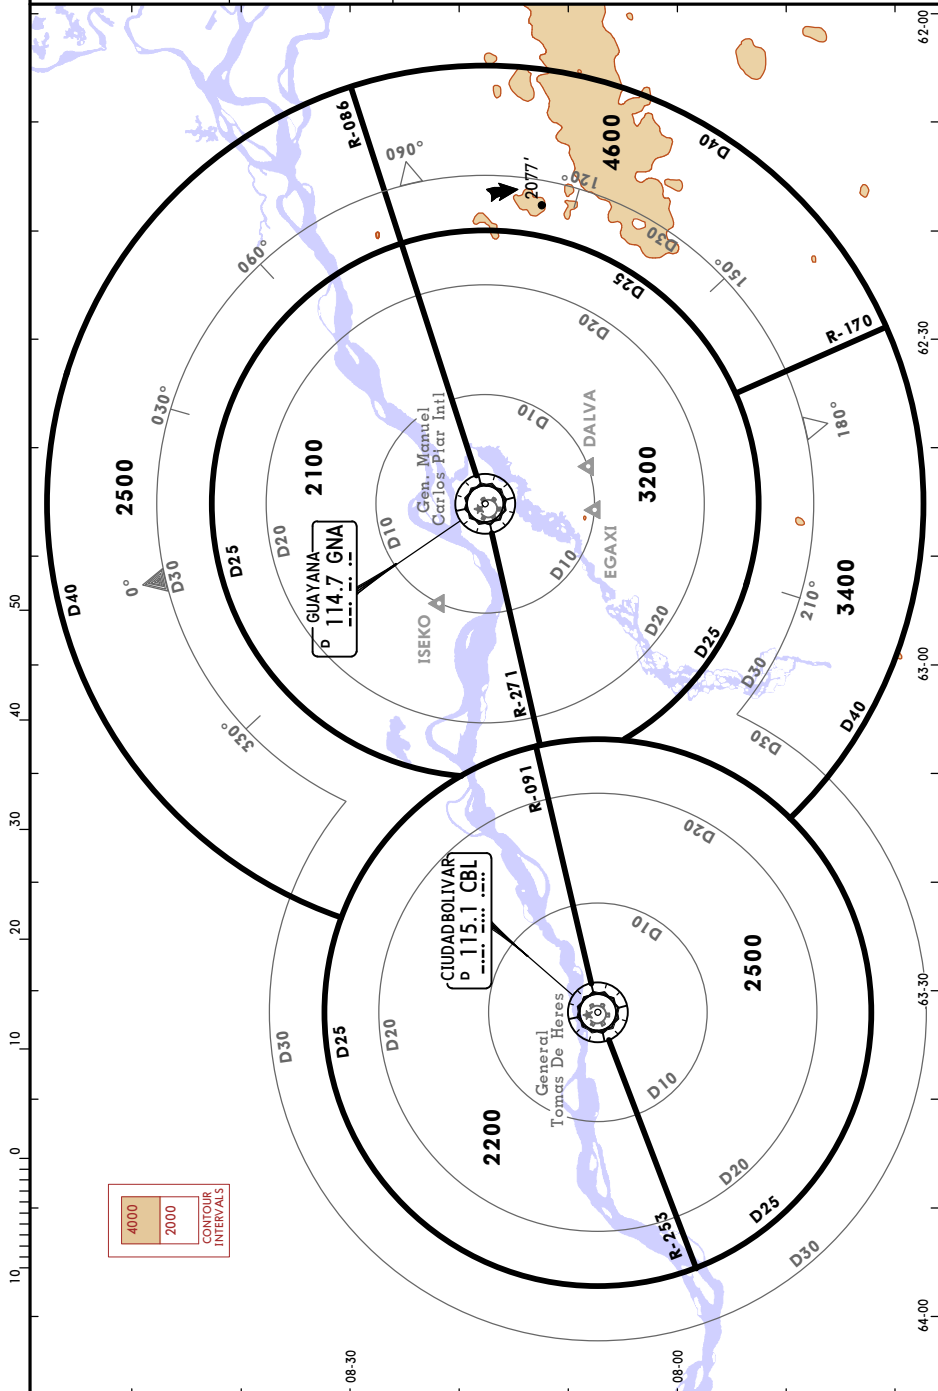 62-00
62-30
63-00
63-30
64-00
08-30
08-00
10
0
10
20
30
40
50
4000
2000
CONTOUR
INTERVALS
2500
2100
3200
3400
4600
2200
2500
D40
D40
D40
D25
D25
D25
D30
D30
D30
D20
D20
D20
D10
D10
D10
0°
030°
060°
090°
120°
150°
180°
210°
330°
R-086
R-170
R-271
R-091
R-253
2077'
GUAYANA
D 114.7 GNA
Gen. Manuel
Carlos Piar Intl
ISEKO
EGAXI
DALVA
CIUDAD BOLIVAR
D 115.1 CBL
General
Tomas De Heres
D30
D30
D30
D25
D25
D20
D20
D20
D10
D10